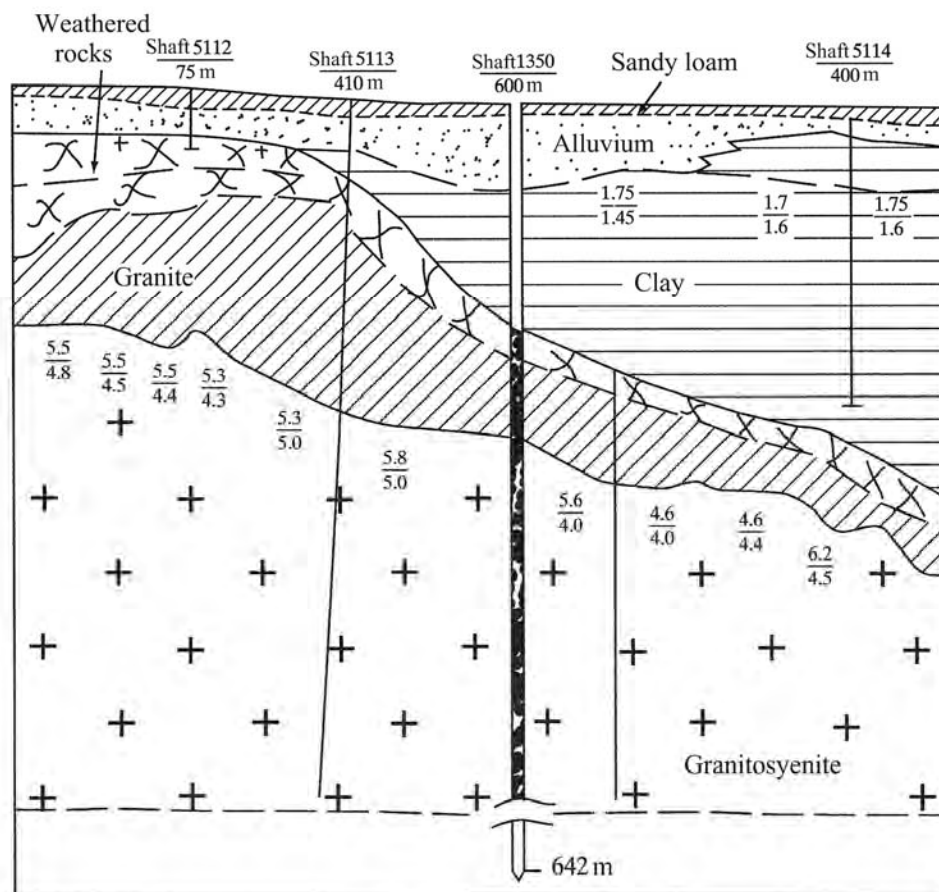 Weathered
rocks
Shaft 5112
75 m
Shaft 5113
410 m
Shaft1350
600 m
Sandy loam
Shaft 5114
400 m
Alluvium
1.75
1.45
1.7
1.6
1.75
1.6
Granite
Clay
5.5
4.8
5.5
4.5
5.5
4.4
5.3
4.3
5.3
5.0
5.8
5.0
5.6
4.0
4.6
4.0
4.6
4.4
6.2
4.5
Granitosyenite
642 m